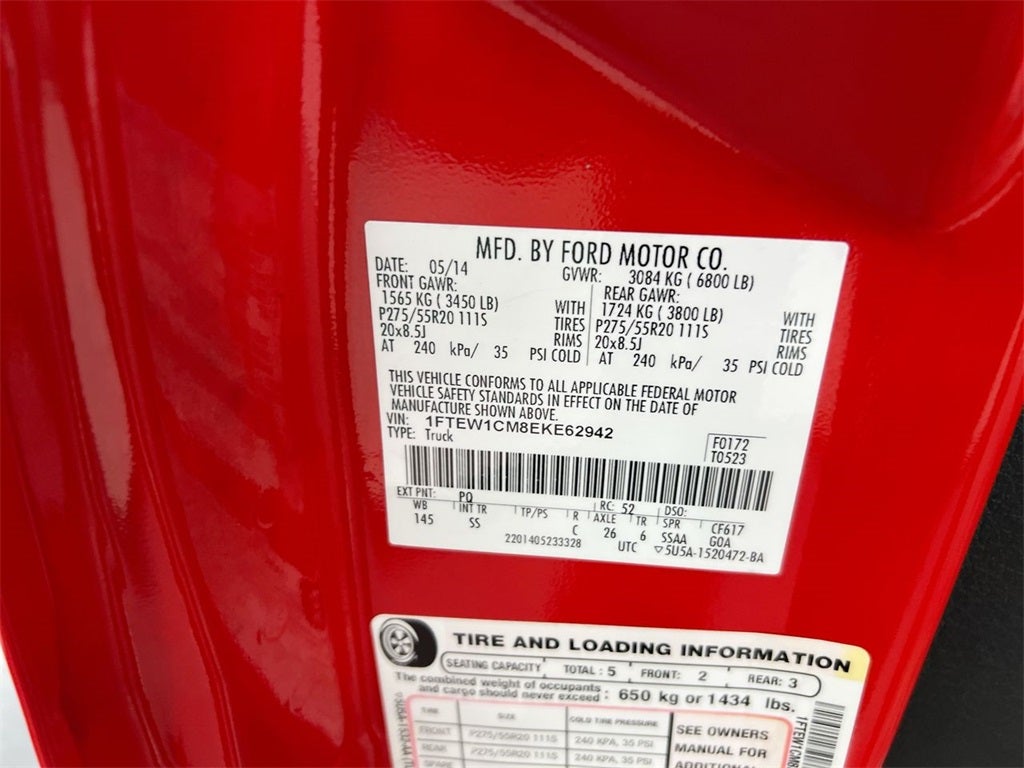 MFD. BY FORD MOTOR CO.
DATE: 05/14 GVWR: 3084 KG ( 6800 LB)
FRONT GAWR: REAR GAWR:
1565 KG ( 3450 LB) WITH 1724 KG ( 3800 LB) WITH
P275/55R20 111S TIRES P275/55R20 111S TIRES
20x8.5J RIMS 20x8.5J RIMS
AT 240 kPa/ 35 PSI COLD AT 240 kPa/ 35 PSI COLD
THIS VEHICLE CONFORMS TO ALL APPLICABLE FEDERAL MOTOR
VEHICLE SAFETY STANDARDS IN EFFECT ON THE DATE OF
MANUFACTURE SHOWN ABOVE.
VIN: 1FTEW1CM8EKE62942
TYPE: Truck
F0172
T0523
EXT PNT: PQ RC: 52 DSO:
WB INT TR TP/PS R AXLE TR SPR CF617
145 SS C 26 6 SSAA GOA
2201405233328 UTC ▽5U5A-1520472-BA
TIRE AND LOADING INFORMATION
SEATING CAPACITY TOTAL : 5 FRONT: 2 REAR: 3
The combined weight of occupants
and cargo should never exceed : 650 kg or 1434 lbs.
TIRE SIZE COLD TIRE PRESSURE
FRONT P275/55R20 111S 240 KPA, 35 PSI
REAR P275/55R20 111S 240 KPA, 35 PSI
SPARE
SEE OWNERS
MANUAL FOR
ADDITIONAL
1FTEW1CM8